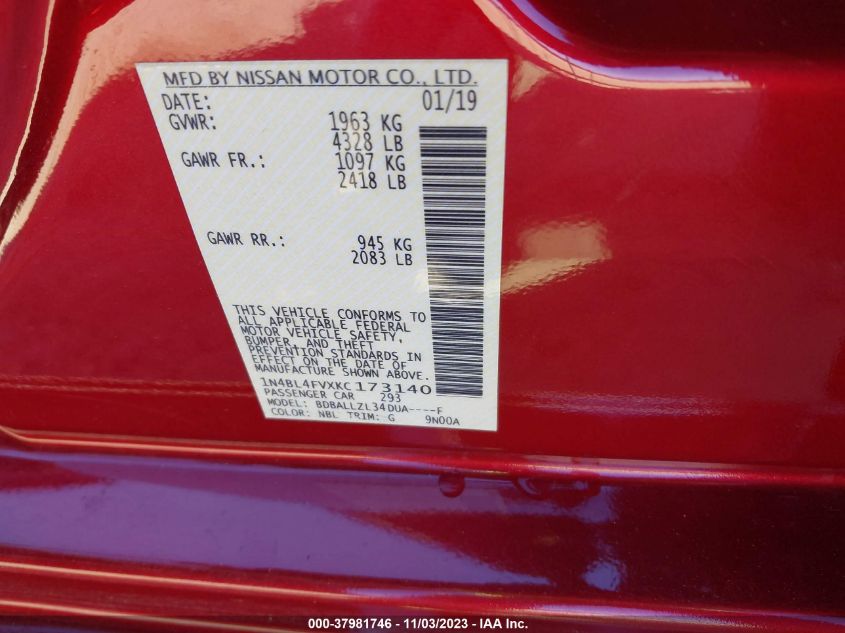 MFD BY NISSAN MOTOR CO., LTD.
DATE: 01/19
GVWR: 1963 KG
4328 LB
GAWR FR.: 1097 KG
2418 LB
GAWR RR.: 945 KG
2083 LB
THIS VEHICLE CONFORMS TO
ALL APPLICABLE FEDERAL
MOTOR VEHICLE SAFETY,
BUMPER, AND THEFT
PREVENTION STANDARDS IN
EFFECT ON THE DATE OF
MANUFACTURE SHOWN ABOVE.
1N4BL4FVXKC173140
PASSENGER CAR 293
MODEL: BDBALLZL34DUA----F
COLOR: NBL TRIM: G 9N00A
000-37981746 - 11/03/2023 - © IAA Inc.